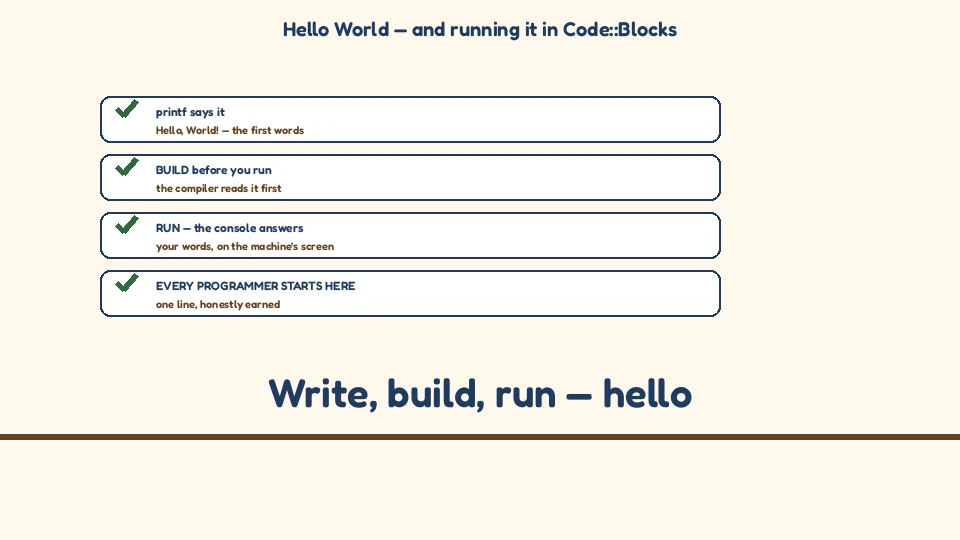 Hello World — and running it in Code::Blocks
printf says it
Hello, World! — the first words
BUILD before you run
the compiler reads it first
RUN — the console answers
your words, on the machine's screen
EVERY PROGRAMMER STARTS HERE
one line, honestly earned
Write, build, run — hello